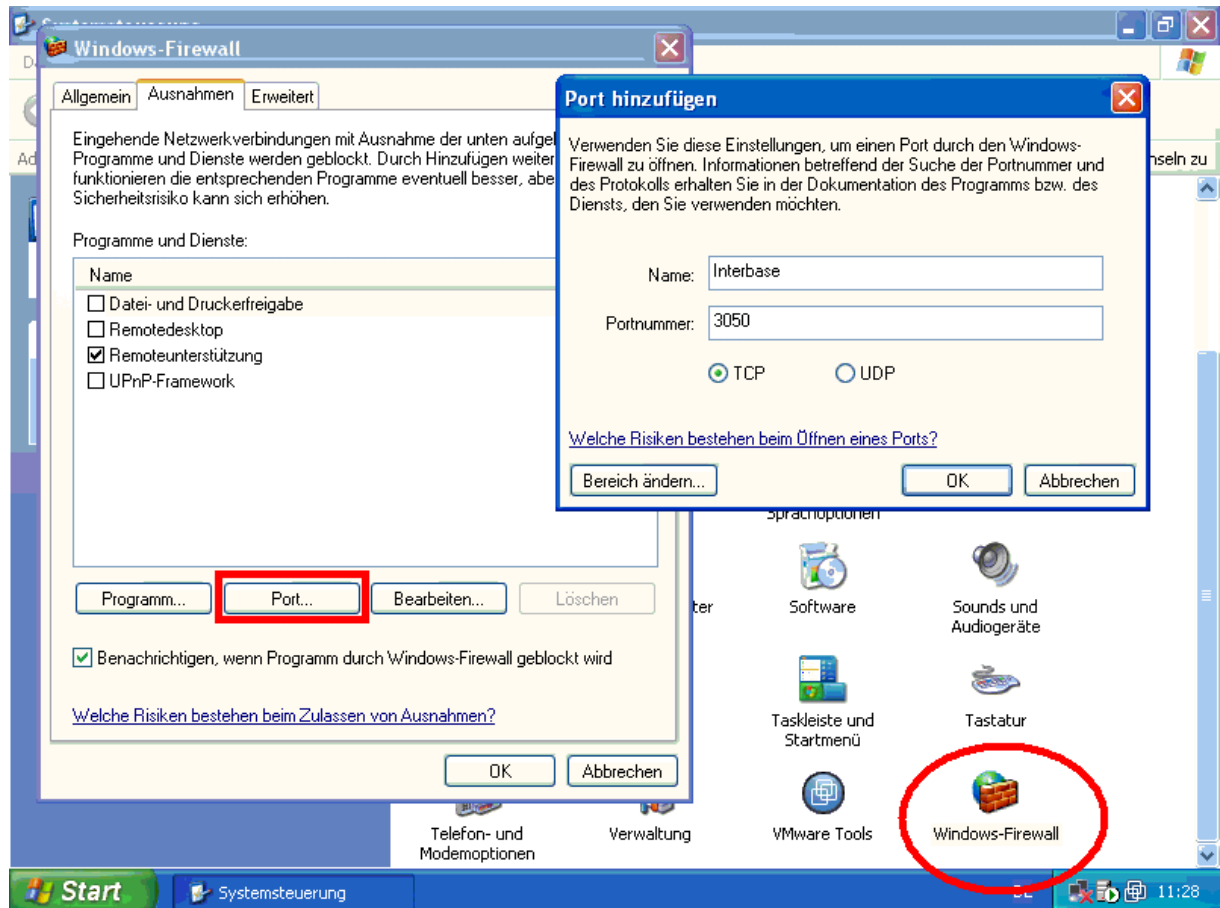 Windows-Firewall
Allgemein
Ausnahmen
Erweitert
Eingehende Netzwerkverbindungen mit Ausnahme der unten
Programme und Dienste werden geblockt. Durch Hinzufügen
funktionieren die entsprechenden Programme eventuell besser,
Sicherheitsrisiko kann sich erhöhen.
Programme und Dienste:
Name
Datei- und Druckerfreigabe
Remotedesktop
Remoteunterstützung
UPnP-Framework
Programm...
Port...
Bearbeiten...
Löschen
Benachrichtigen, wenn Programm durch Windows-Firewall geblockt wird
Welche Risiken bestehen beim Zulassen von Ausnahmen?
OK
Abbrechen
Port hinzufügen
Verwenden Sie diese Einstellungen, um einen Port durch den Windows-
Firewall zu öffnen. Informationen betreffend der Suche der Portnummer und
des Protokolls erhalten Sie in der Dokumentation des Programms bzw. des
Diensts, den Sie verwenden möchten.
Name:
Interbase
Portnummer:
3050
TCP
UDP
Welche Risiken bestehen beim Öffnen eines Ports?
Bereich ändern...
OK
Abbrechen
zu
Sprachoptionen
Software
Sounds und
Audiogeräte
Taskleiste und
Startmenü
Tastatur
Telefon- und
Modemoptionen
Verwaltung
VMware Tools
Windows-Firewall
Start
Systemsteuerung
11:28